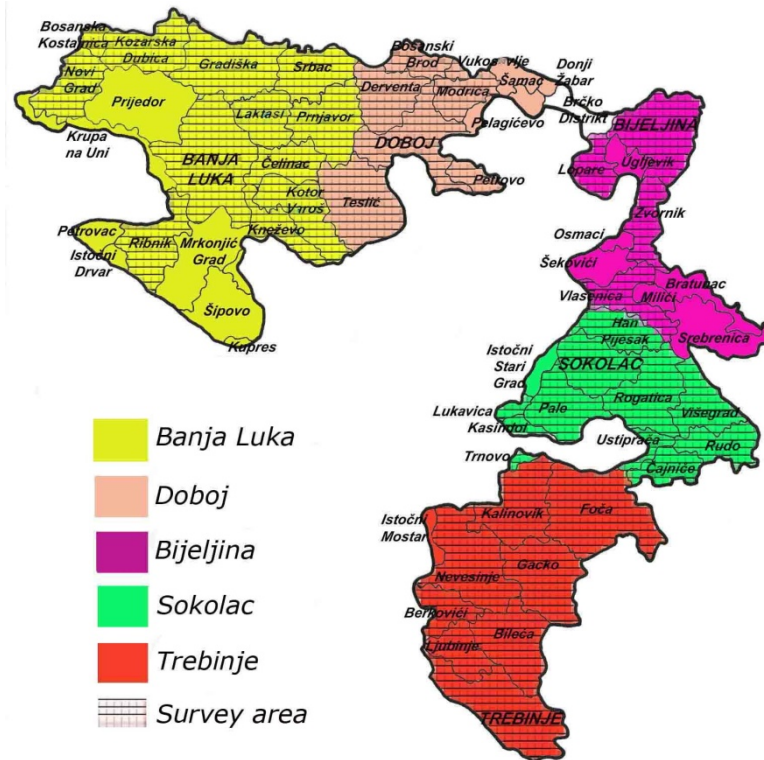 Bosanska
Kostajnica
Kozarska
Dubica
Gradiška
Srbac
Bosanski
Brod
Vukosavlje
Šamac
Donji
Žabar
Novi
Grad
Prijedor
Derventa
Modrica
Brčko
Distrikt
BIJELJINA
Laktaši
Prnjavor
Pelagićevo
Krupa
na Uni
DOBOJ
BANJA
LUKA
Čelinac
Lopare
Ugljevik
Kotor
Varoš
Teslić
Petrovo
Zvornik
Petrovac
Ribnik
Mrkonjić
Grad
Kneževo
Osmaci
Istočni
Drvar
Šekovići
Bratunac
Vlasenica
Milići
Šipovo
Han
Pijesak
Srebrenica
Kupres
Istočni
Stari
Grad
SOKOLAC
Rogatica
Lukavica
Kasindol
Pale
Višegrad
Ustiprača
Rudo
Trnovo
Čajniče
Kalinovik
Foča
Istočni
Mostar
Gacko
Nevesinje
Berkovići
Bileća
Ljubinje
TREBINJE
Banja Luka
Doboj
Bijeljina
Sokolac
Trebinje
Survey area